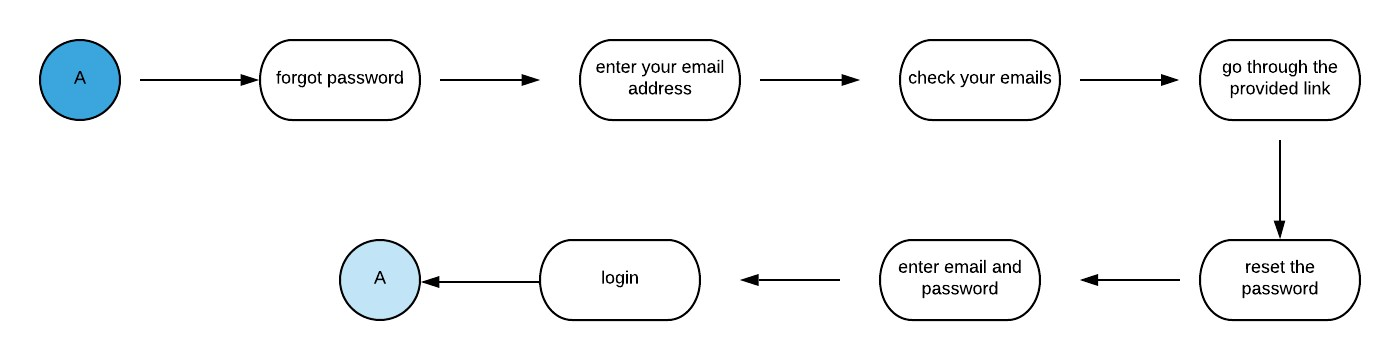 A
forgot password
enter your email
address
check your emails
go through the
provided link
A
login
enter email and
password
reset the
password